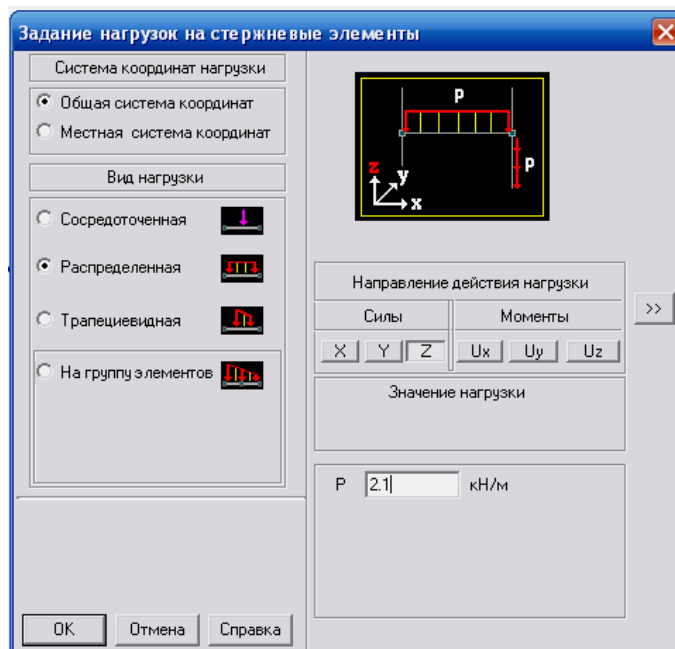 Задание нагрузок на стержневые элементы
Система координат нагрузки
Общая система координат
Местная система координат
Вид нагрузки
Сосредоточенная
Распределенная
Трапециевидная
На группу элементов
OK
Отмена
Справка
P
P
z
y
x
Направление действия нагрузки
Силы
Моменты
X
Y
Z
Ux
Uy
Uz
>>
Значение нагрузки
P 2.1 кН/м